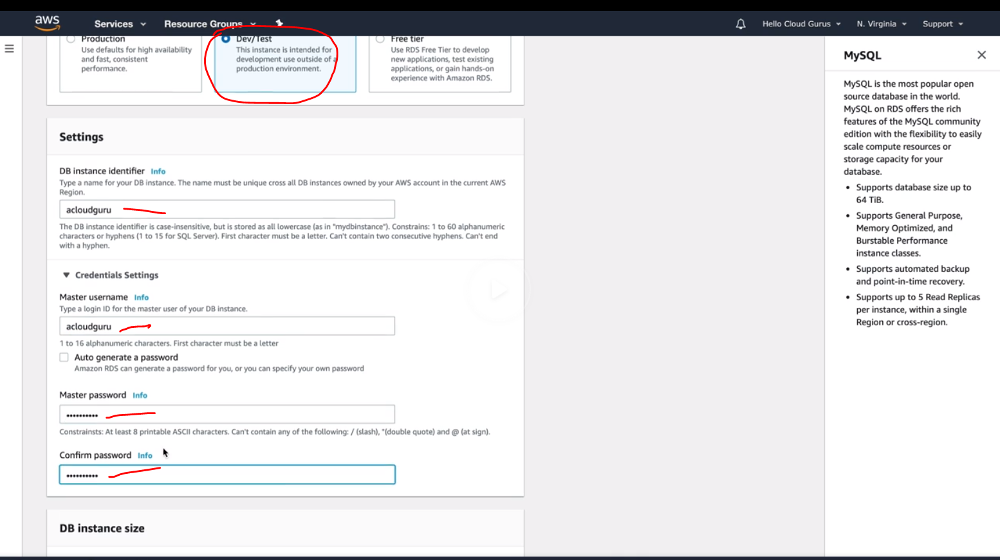 aws Services Resource Groups Hello Cloud Gurus N. Virginia Support
Production
Use defaults for high availability
and fast, consistent
performance.
Dev/Test
This instance is intended for
development use outside of a
production environment.
Free tier
Use RDS Free Tier to develop
new applications, test existing
applications, or gain hands-on
experience with Amazon RDS.
Settings
DB instance identifier Info
Type a name for your DB instance. The name must be unique cross all DB instances owned by your AWS account in the current AWS
Region.
acloudguru
The DB instance identifier is case-insensitive, but is stored as all lowercase (as in "mydbinstance"). Constrains: 1 to 60 alphanumeric
characters or hyphens (1 to 15 for SQL Server). First character must be a letter. Can't contain two consecutive hyphens. Can't end
with a hyphen.
Credentials Settings
Master username Info
Type a login ID for the master user of your DB instance.
acloudguru
1 to 16 alphanumeric characters. First character must be a letter
Auto generate a password
Amazon RDS can generate a password for you, or you can specify your own password
Master password Info
••••••••••
Constrainsts: At least 8 printable ASCII characters. Can't contain any of the following: / (slash), "(double quote) and @ (at sign).
Confirm password Info
••••••••••
DB instance size
MySQL
MySQL is the most popular open
source database in the world.
MySQL on RDS offers the rich
features of the MySQL community
edition with the flexibility to easily
scale compute resources or
storage capacity for your
database.
• Supports database size up to
64 TiB.
• Supports General Purpose,
Memory Optimized, and
Burstable Performance
instance classes.
• Supports automated backup
and point-in-time recovery.
• Supports up to 5 Read Replicas
per instance, within a single
Region or cross-region.